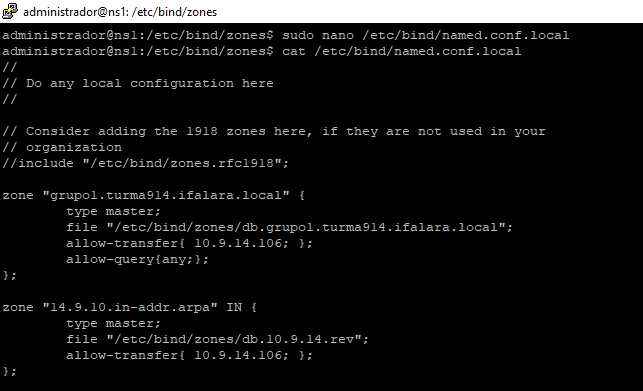 administrador@ns1: /etc/bind/zones
administrador@ns1:/etc/bind/zones$ sudo nano /etc/bind/named.conf.local
administrador@ns1:/etc/bind/zones$ cat /etc/bind/named.conf.local
//
// Do any local configuration here
//
// Consider adding the 1918 zones here, if they are not used in your
// organization
//include "/etc/bind/zones.rfc1918";
zone "grupo1.turma914.ifalara.local" {
type master;
file "/etc/bind/zones/db.grupo1.turma914.ifalara.local";
allow-transfer{ 10.9.14.106; };
allow-query{any;};
};
zone "14.9.10.in-addr.arpa" IN {
type master;
file "/etc/bind/zones/db.10.9.14.rev";
allow-transfer{ 10.9.14.106; };
};